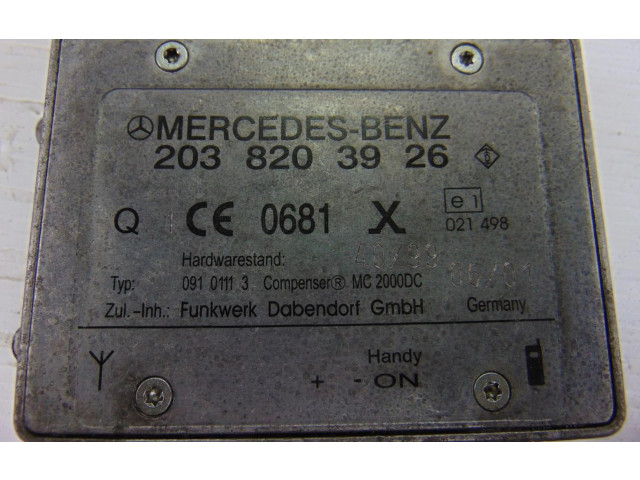 MERCEDES-BENZ
203 820 39 26
Q CE 0681 X e1
021 498
Hardwarestand:
Typ: 091 0111 3 Compenser® MC 2000DC
Zul.-Inh.: Funkwerk Dabendorf GmbH Germany
Handy
+ - ON